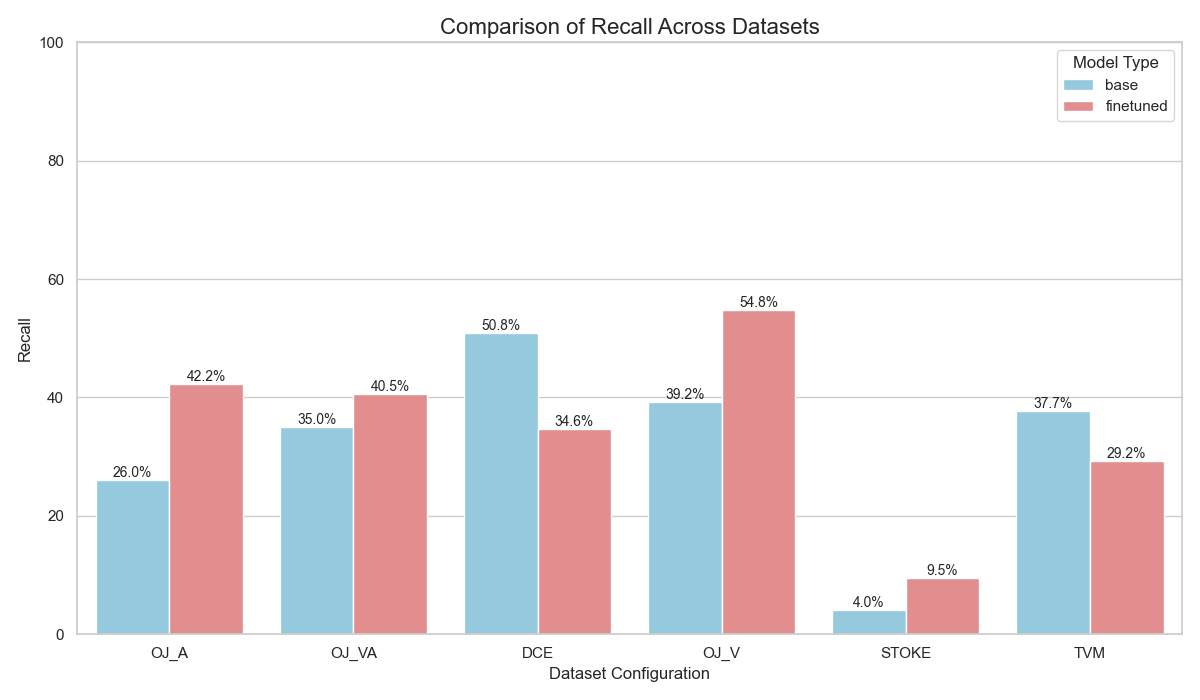 Comparison of Recall Across Datasets
Model Type
base
finetuned
Recall
100
80
60
40
20
0
26.0%
42.2%
35.0%
40.5%
50.8%
34.6%
39.2%
54.8%
4.0%
9.5%
37.7%
29.2%
OJ_A
OJ_VA
DCE
OJ_V
STOKE
TVM
Dataset Configuration